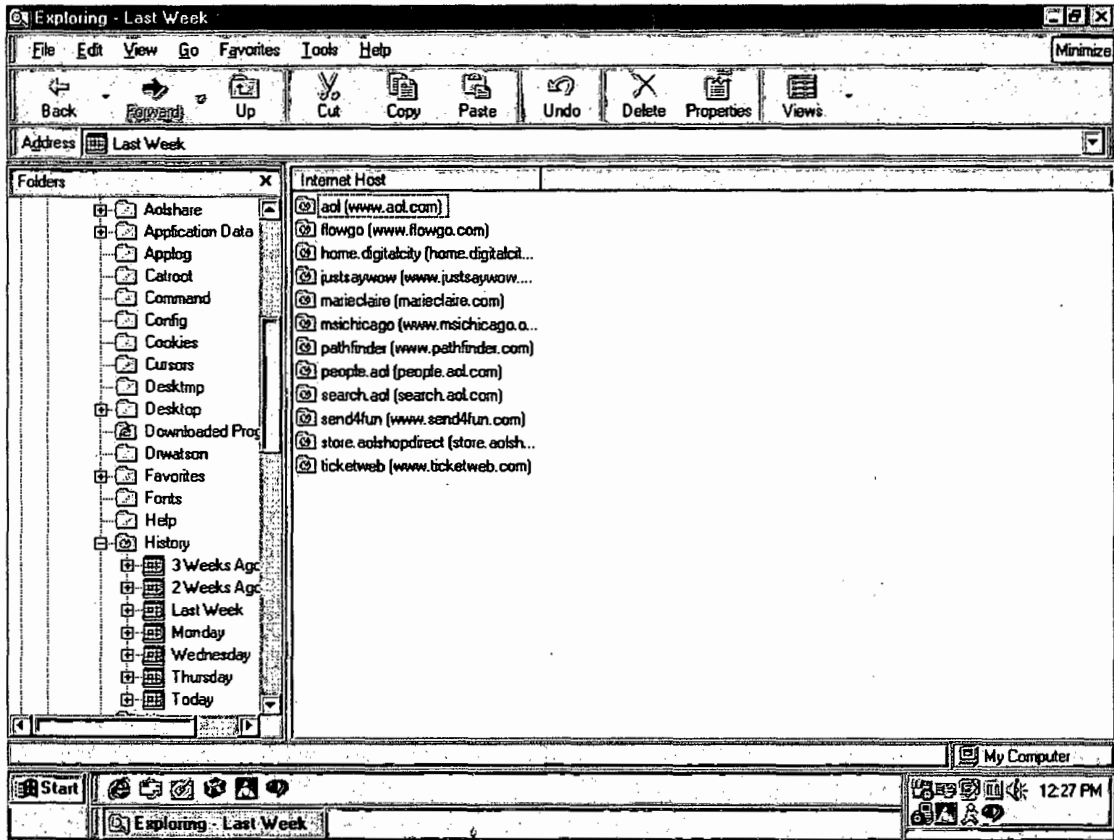 Exploring - Last Week
File Edit View Go Favorites Tools Help
Minimize
Back Forward Up Cut Copy Paste Undo Delete Properties Views
Address Last Week
Folders
Internet Host
Aolshare
Application Data
Applog
Catroot
Command
Config
Cookies
Cursors
Desktmp
Desktop
Downloaded Prog
Drwatson
Favorites
Fonts
Help
History
3 Weeks Ago
2 Weeks Ago
Last Week
Monday
Wednesday
Thursday
Today
aol (www.aol.com)
flowgo (www.flowgo.com)
home.digitalcity (home.digitalcit...
justsaywow (www.justsaywow....
marieclaire (marieclaire.com)
msichicago (www.msichicago.o...
pathfinder (www.pathfinder.com)
people.aol (people.aol.com)
search.aol (search.aol.com)
send4fun (www.send4fun.com)
store.aolshopdirect (store.aolsh...
ticketweb (www.ticketweb.com)
My Computer
Start
12:27 PM
Exploring - Last Week